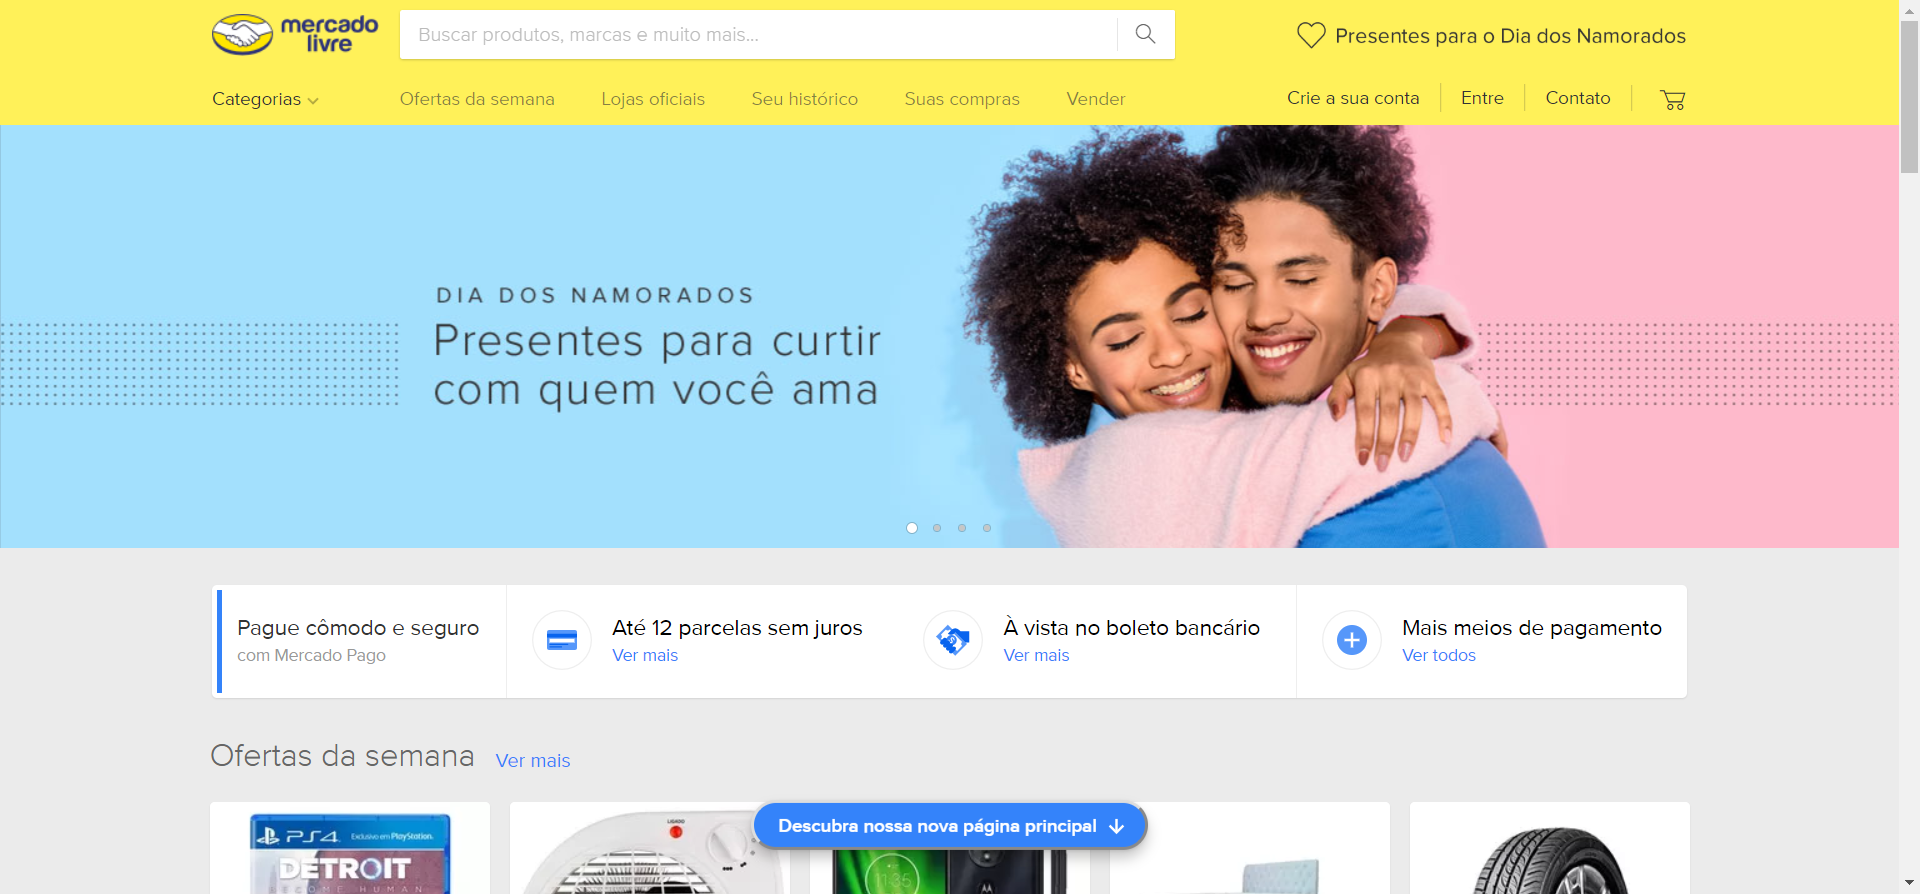 mercado
livre
Buscar produtos, marcas e muito mais...
Presentes para o Dia dos Namorados
Categorias
Ofertas da semana
Lojas oficiais
Seu histórico
Suas compras
Vender
Crie a sua conta
Entre
Contato
DIA DOS NAMORADOS
Presentes para curtir
com quem você ama
Pague cômodo e seguro
com Mercado Pago
Até 12 parcelas sem juros
Ver mais
À vista no boleto bancário
Ver mais
Mais meios de pagamento
Ver todos
Ofertas da semana
Ver mais
PS4
Exclusivo em PlayStation.
DETROIT
BECOME HUMAN
LIGADO
Descubra nossa nova página principal
11:35